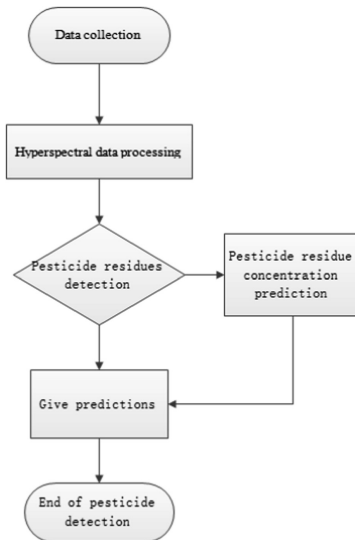 Data collection
Hyperspectral data processing
Pesticide residues
detection
Pesticide residue
concentration
prediction
Give predictions
End of pesticide
detection